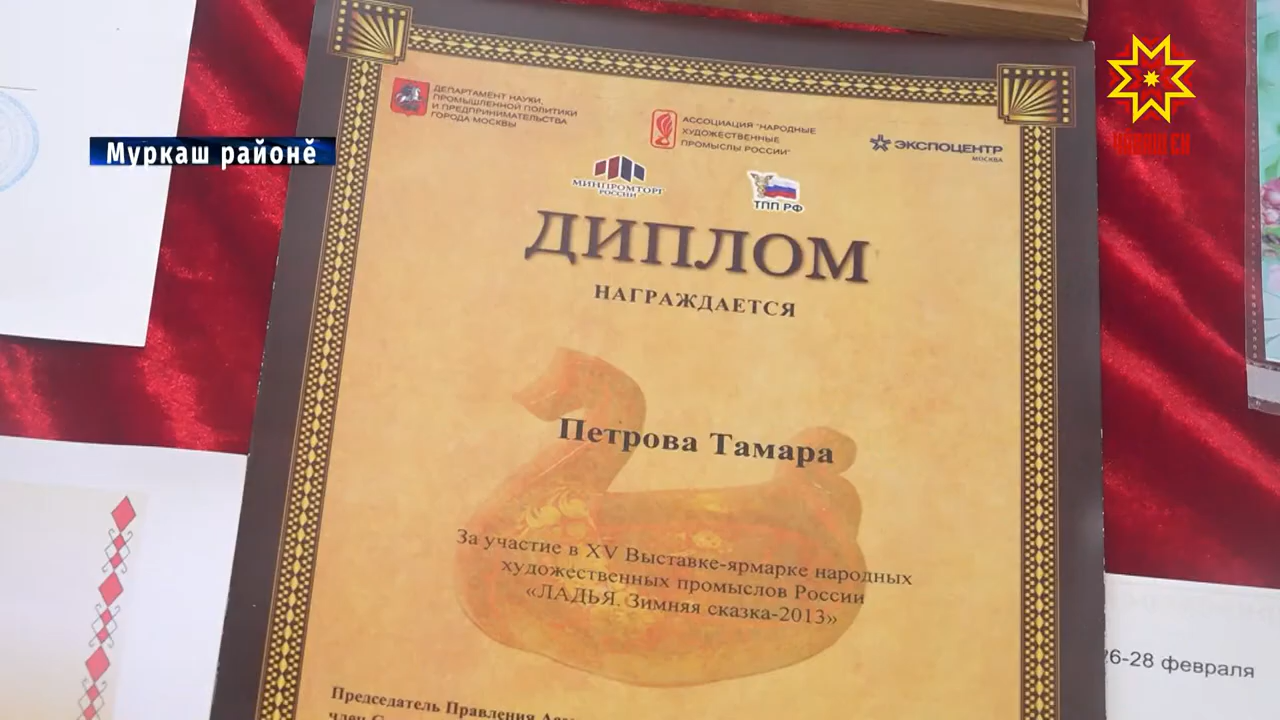 Муркаш районӗ
ДЕПАРТАМЕНТ НАУКИ,
ПРОМЫШЛЕННОЙ ПОЛИТИКИ
И ПРЕДПРИНИМАТЕЛЬСТВА
ГОРОДА МОСКВЫ
АССОЦИАЦИЯ "НАРОДНЫЕ
ХУДОЖЕСТВЕННЫЕ
ПРОМЫСЛЫ РОССИИ"
ЭКСПОЦЕНТР
МОСКВА
МИНПРОМТОРГ
РОССИИ
ТПП РФ
ДИПЛОМ
НАГРАЖДАЕТСЯ
Петрова Тамара
За участие в XV Выставке-ярмарке народных
художественных промыслов России
«ЛАДЬЯ. Зимняя сказка-2013»
Председатель Правления
член
26-28 февраля